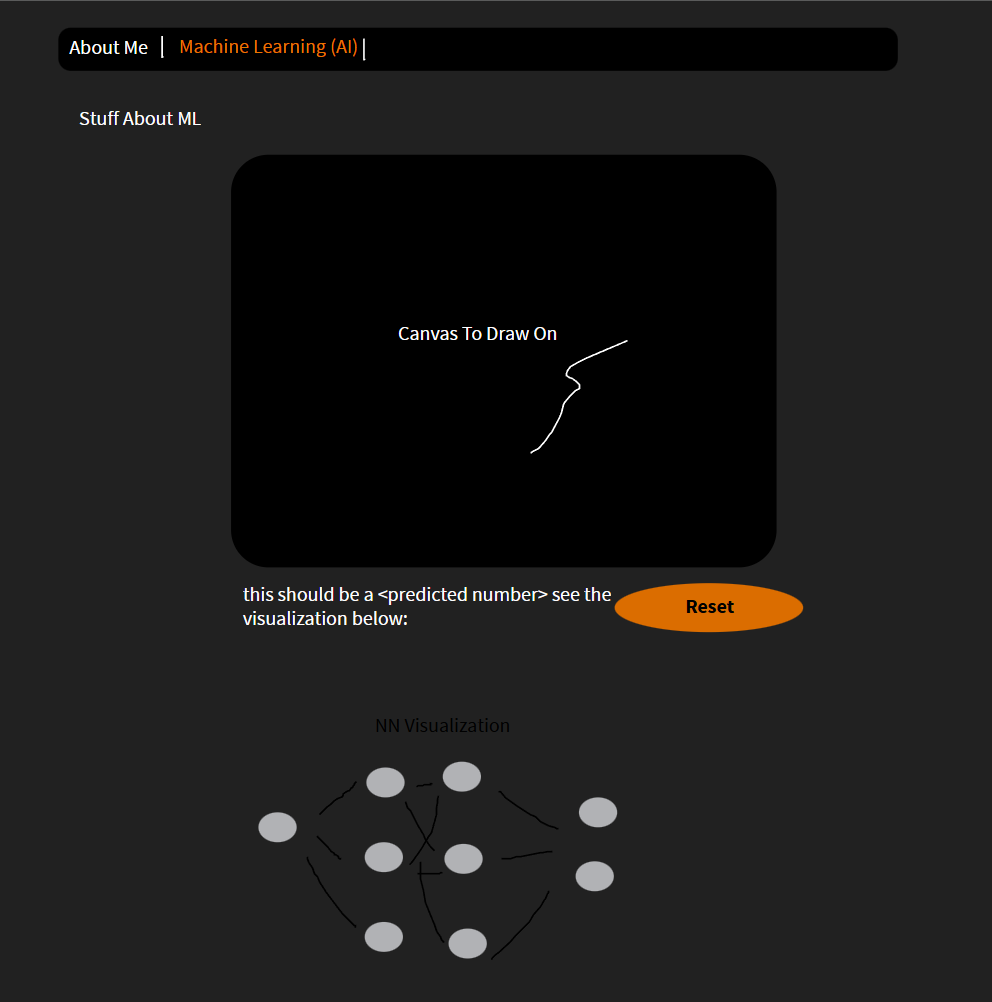 About Me | Machine Learning (AI) |
Stuff About ML
Canvas To Draw On
this should be a <predicted number> see the
visualization below:
Reset
NN Visualization